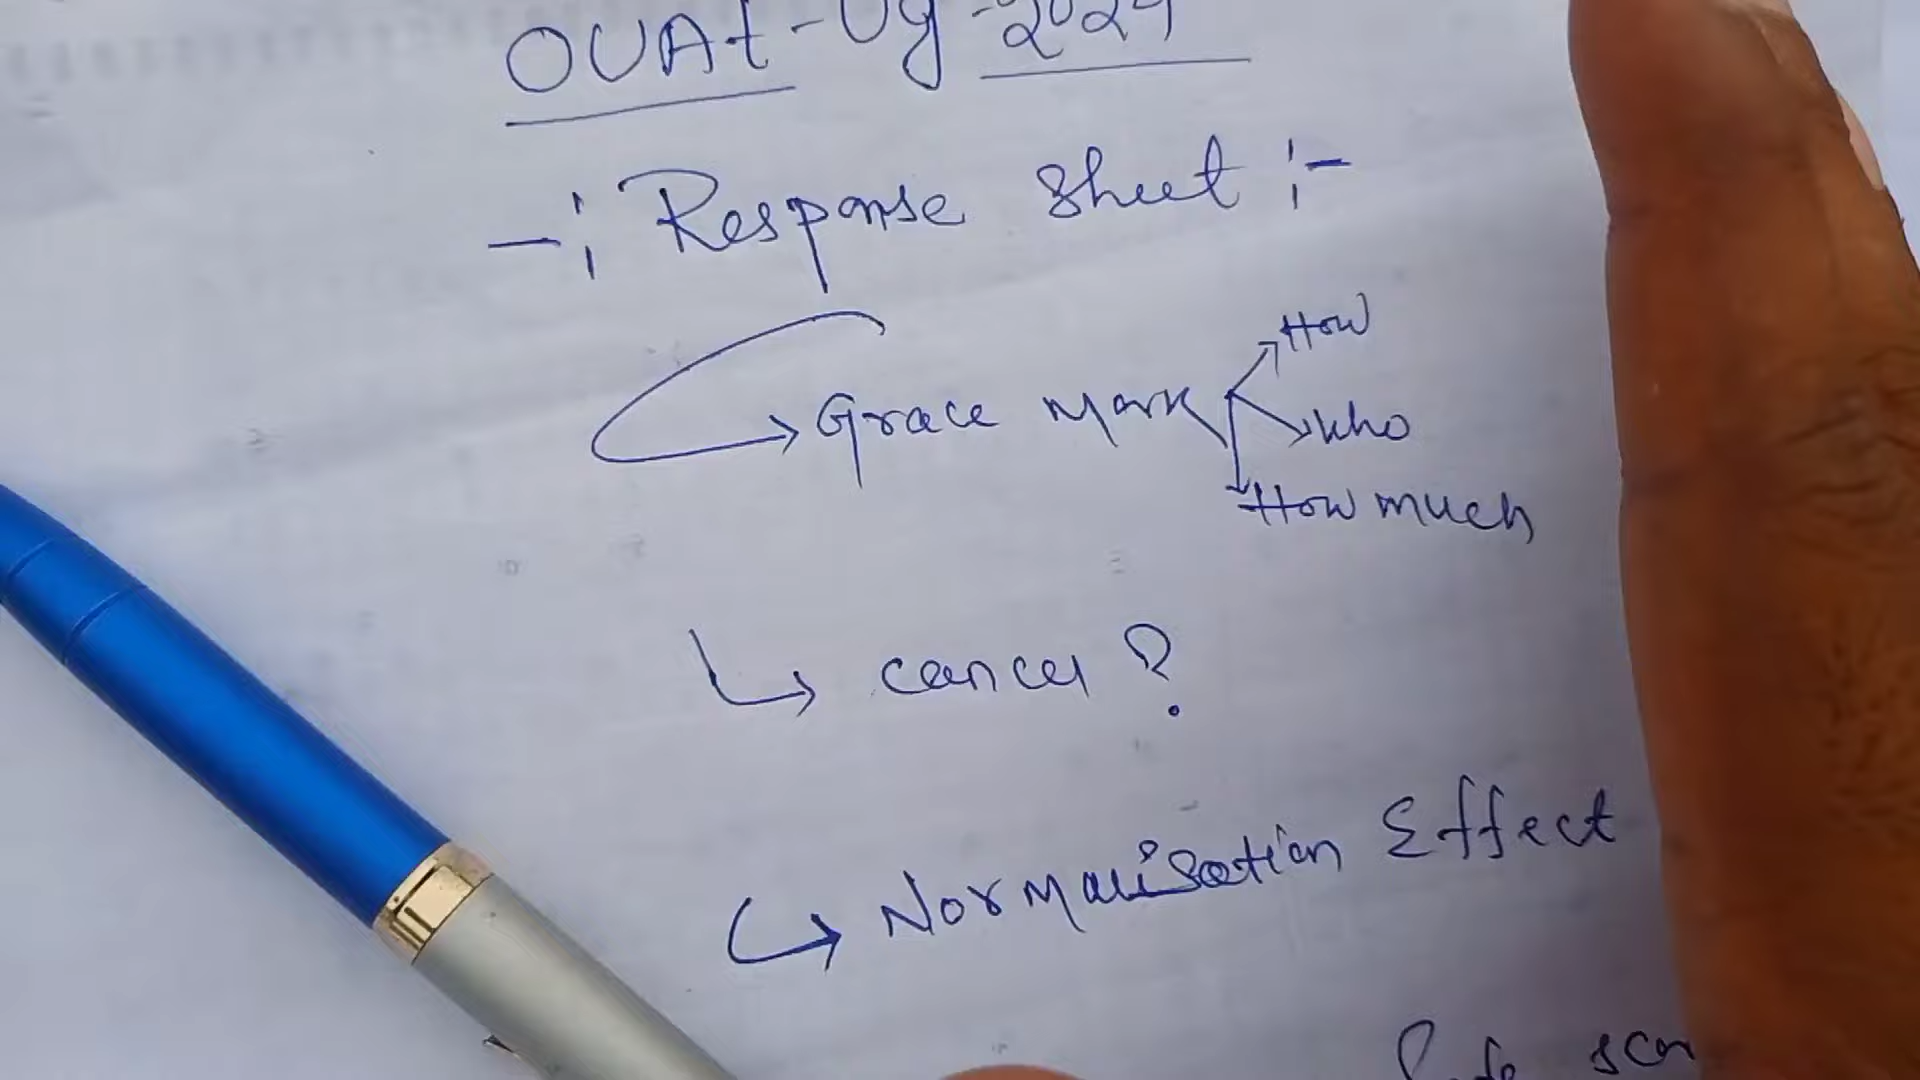 OUAt-Ug-2024
-: Response Sheet :-
→ Grace Mark
→ How
→ who
→ How much
↳ cancel ?
↳ Normalisation Effect